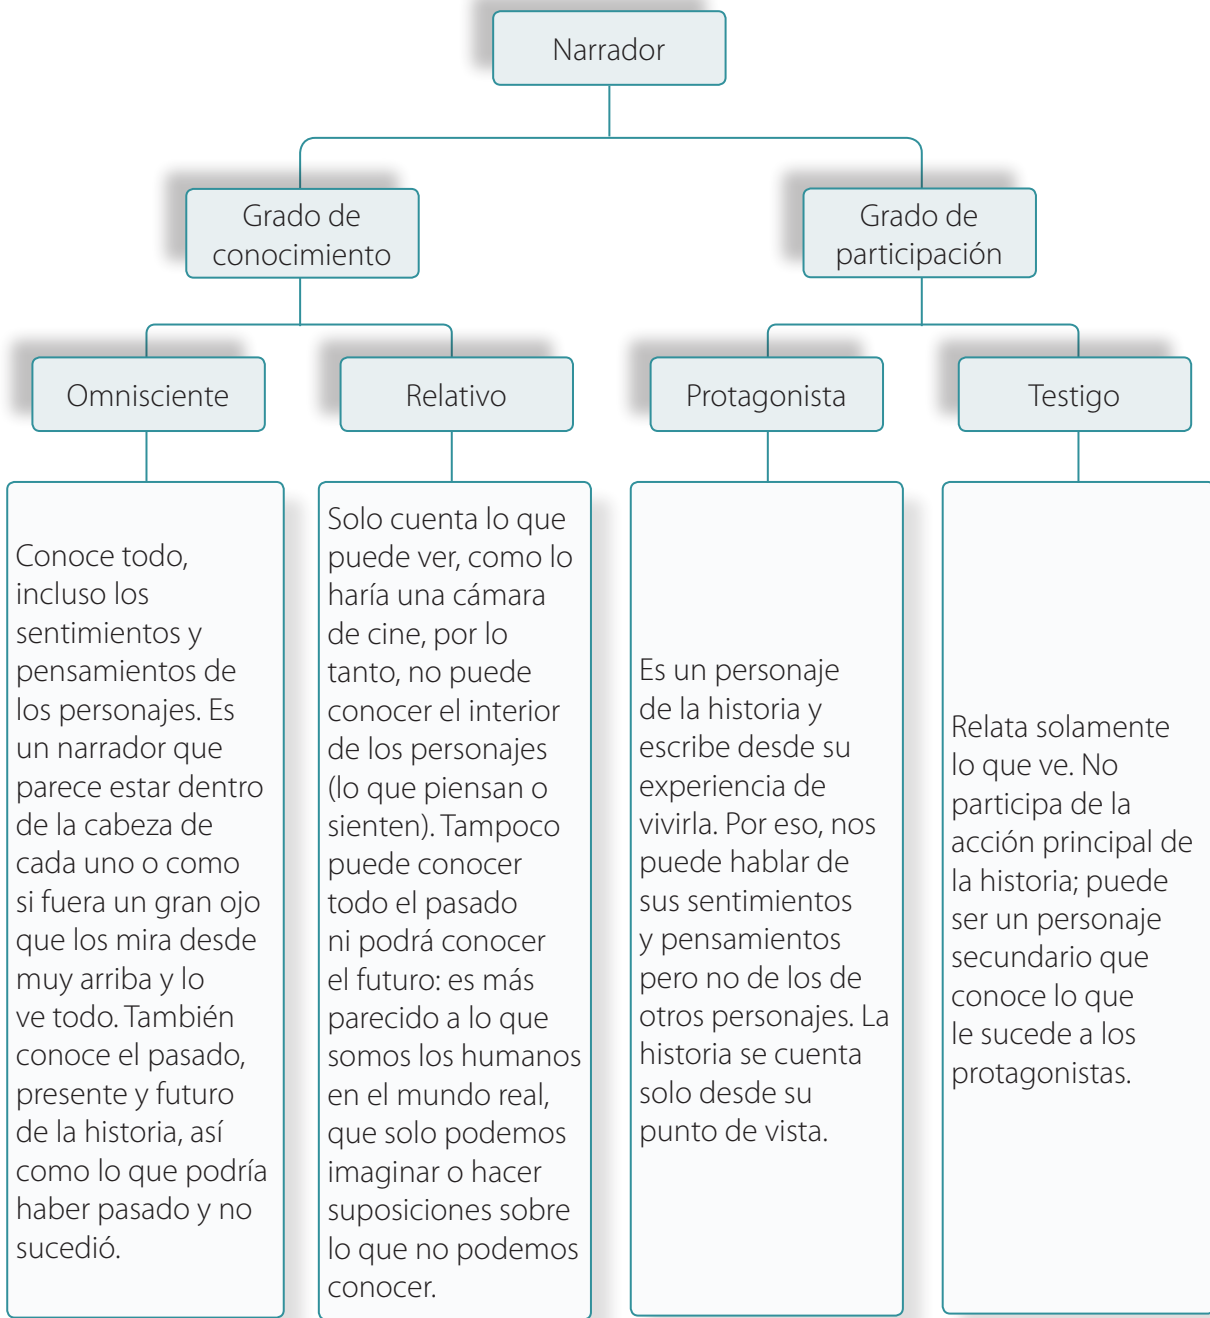 Narrador
Grado de
conocimiento
Grado de
participación
Omnisciente
Relativo
Protagonista
Testigo
Conoce todo,
incluso los
sentimientos y
pensamientos de
los personajes. Es
un narrador que
parece estar dentro
de la cabeza de
cada uno o como
si fuera un gran ojo
que los mira desde
muy arriba y lo
ve todo. También
conoce el pasado,
presente y futuro
de la historia, así
como lo que podría
haber pasado y no
sucedió.
Solo cuenta lo que
puede ver, como lo
haría una cámara
de cine, por lo
tanto, no puede
conocer el interior
de los personajes
(lo que piensan o
sienten). Tampoco
puede conocer
todo el pasado
ni podrá conocer
el futuro: es más
parecido a lo que
somos los humanos
en el mundo real,
que solo podemos
imaginar o hacer
suposiciones sobre
lo que no podemos
conocer.
Es un personaje
de la historia y
escribe desde su
experiencia de
vivirla. Por eso, nos
puede hablar de
sus sentimientos
y pensamientos
pero no de los de
otros personajes. La
historia se cuenta
solo desde su
punto de vista.
Relata solamente
lo que ve. No
participa de la
acción principal de
la historia; puede
ser un personaje
secundario que
conoce lo que
le sucede a los
protagonistas.